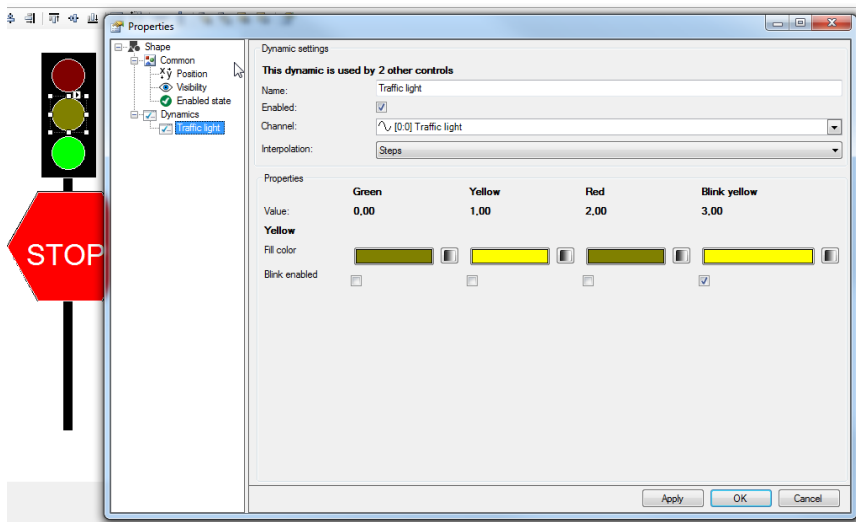 Properties
Shape
Common
Position
Visibility
Enabled state
Dynamics
Traffic light
STOP
Dynamic settings
This dynamic is used by 2 other controls
Name: Traffic light
Enabled:
Channel: [0:0] Traffic light
Interpolation: Steps
Properties
Green Yellow Red Blink yellow
Value: 0,00 1,00 2,00 3,00
Yellow
Fill color
Blink enabled
Apply OK Cancel